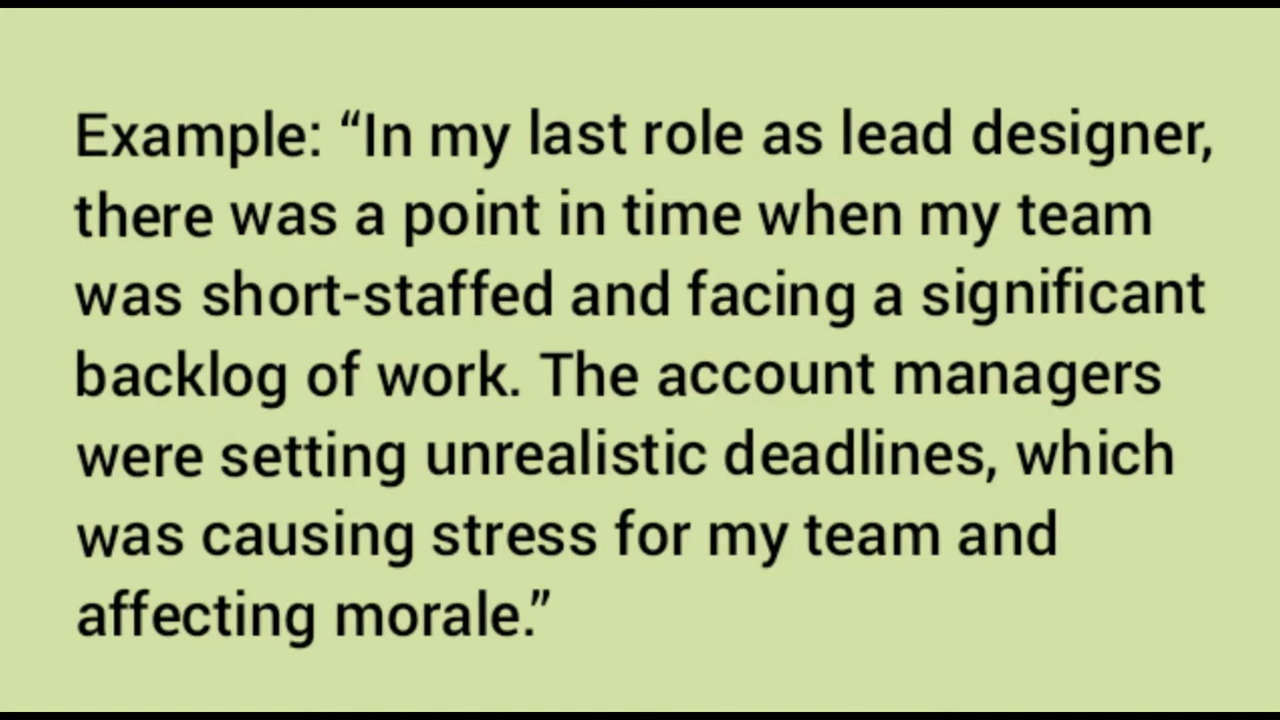 Example: “In my last role as lead designer,
there was a point in time when my team
was short-staffed and facing a significant
backlog of work. The account managers
were setting unrealistic deadlines, which
was causing stress for my team and
affecting morale.”